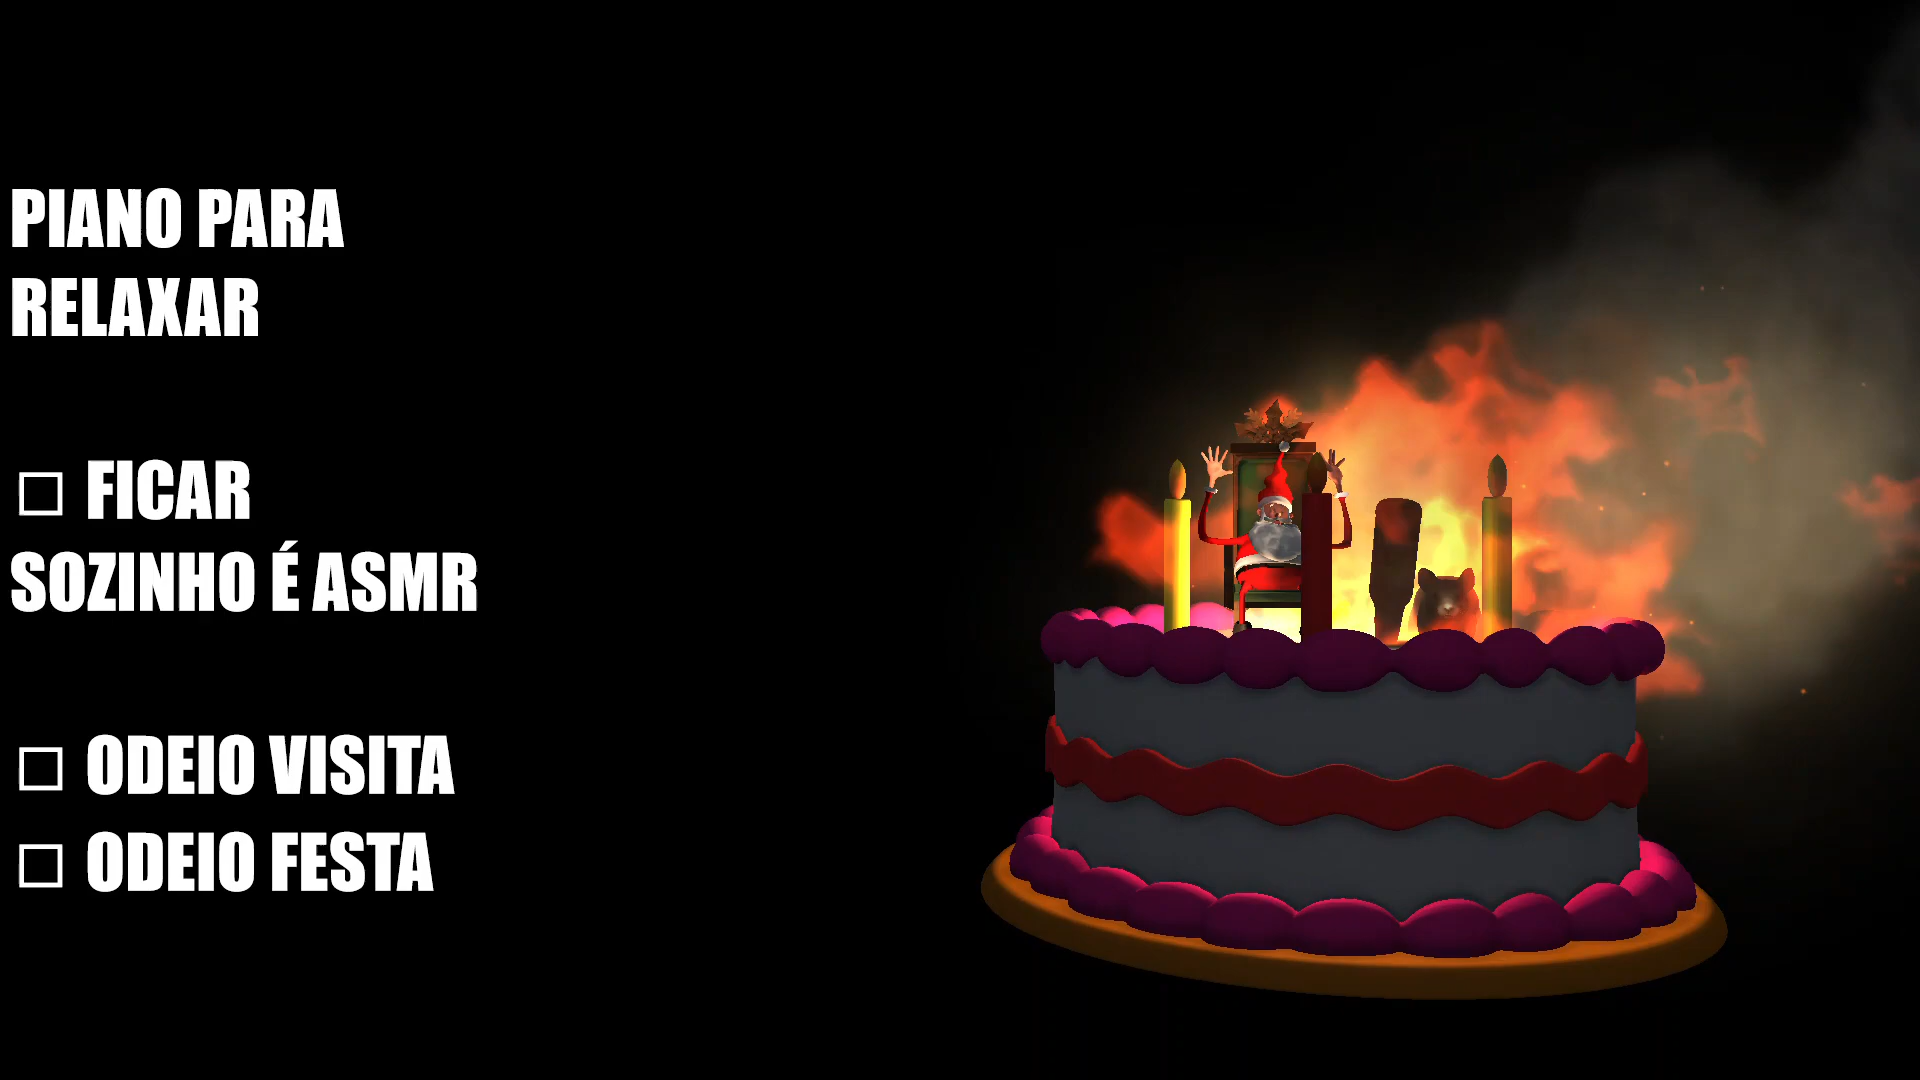 PIANO PARA
RELAXAR
□ FICAR
SOZINHO É ASMR
□ ODEIO VISITA
□ ODEIO FESTA